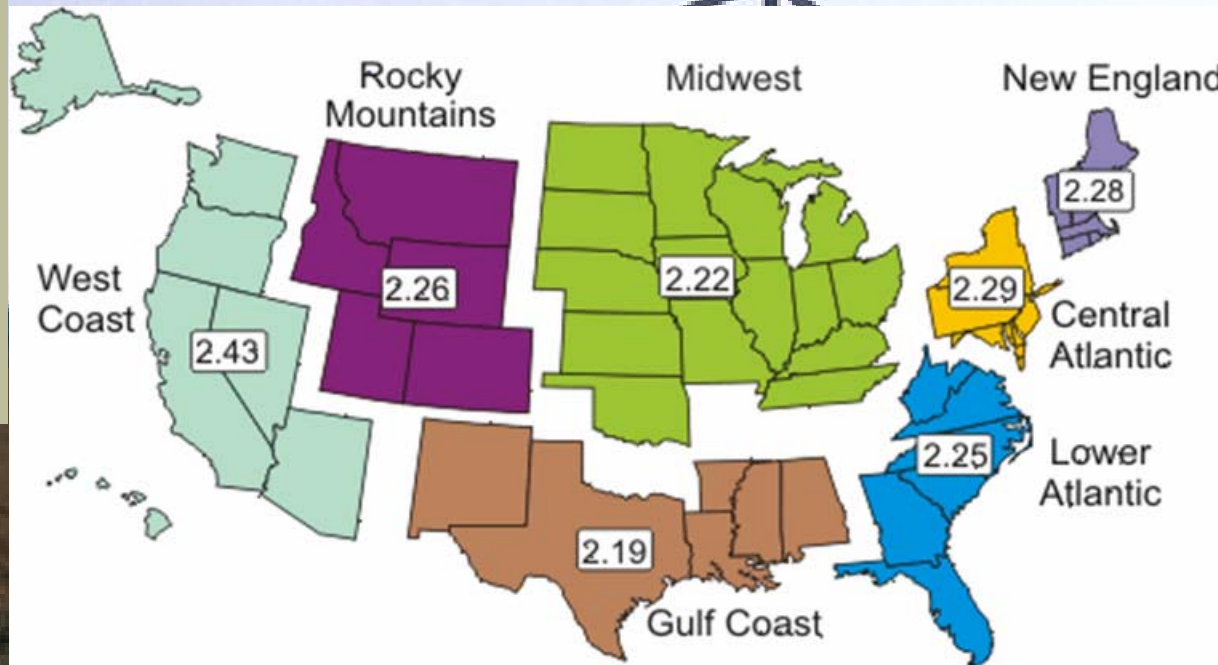 Rocky
Mountains
Midwest
New England
2.28
West
Coast
2.26
2.22
2.29
Central
Atlantic
2.43
2.25
Lower
Atlantic
2.19
Gulf Coast